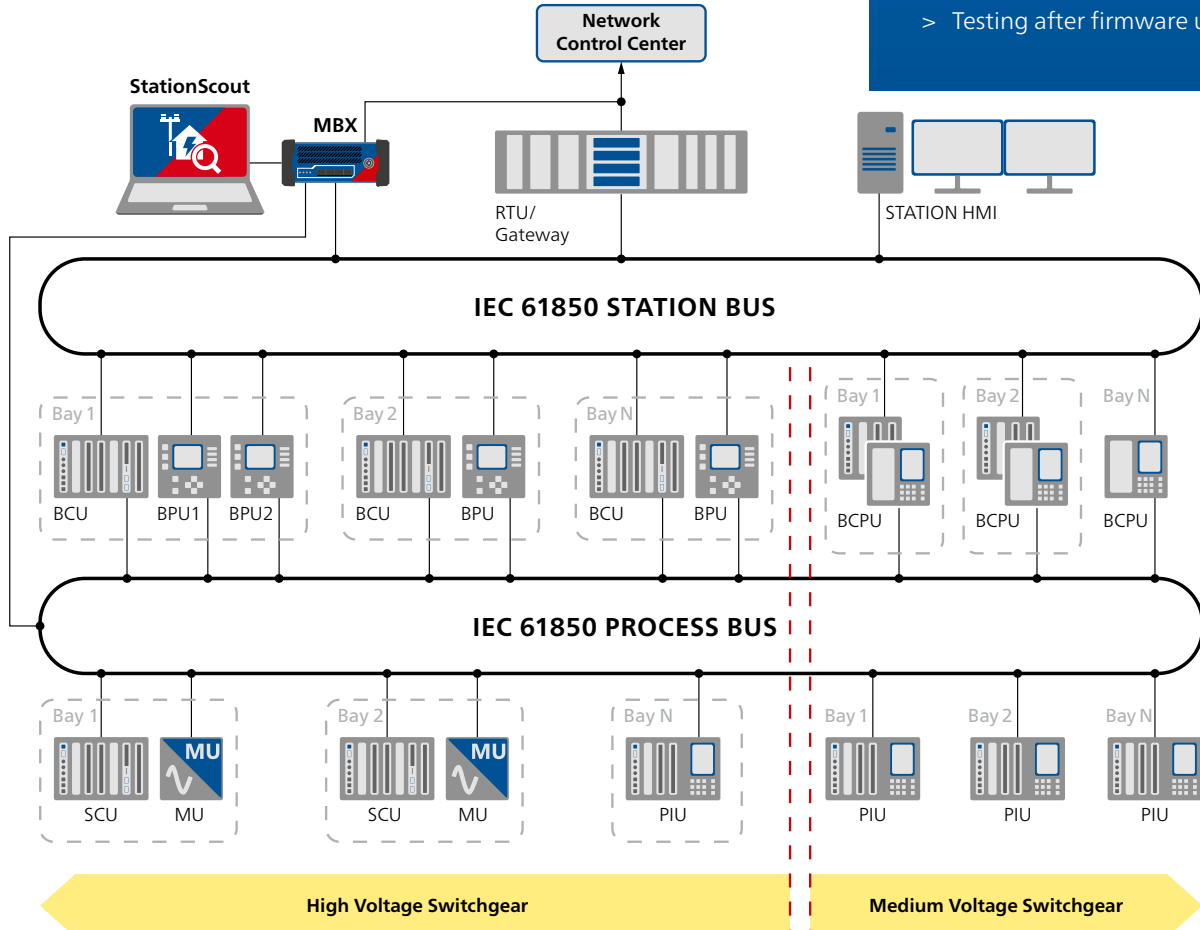 > Testing after firmware u
Network
Control Center
StationScout
MBX
RTU/
Gateway
STATION HMI
IEC 61850 STATION BUS
Bay 1
BCU
BPU1
BPU2
Bay 2
BCU
BPU
Bay N
BCU
BPU
Bay 1
BCPU
Bay 2
BCPU
Bay N
BCPU
IEC 61850 PROCESS BUS
Bay 1
SCU
MU
MU
Bay 2
SCU
MU
MU
Bay N
PIU
Bay 1
PIU
Bay 2
PIU
Bay N
PIU
High Voltage Switchgear
Medium Voltage Switchgear